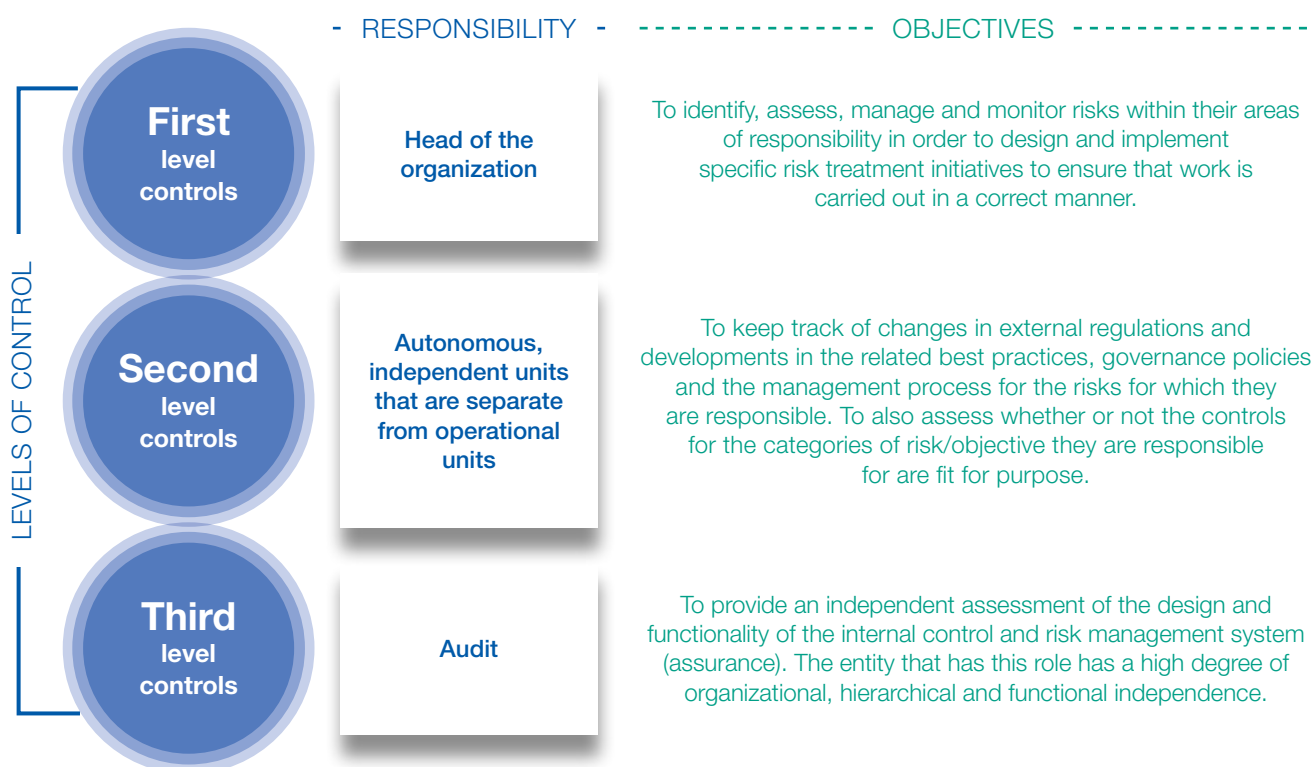 - RESPONSIBILITY -
OBJECTIVES
LEVELS OF CONTROL
First
level
controls
Head of the
organization
To identify, assess, manage and monitor risks within their areas
of responsibility in order to design and implement
specific risk treatment initiatives to ensure that work is
carried out in a correct manner.
Second
level
controls
Autonomous,
independent units
that are separate
from operational
units
To keep track of changes in external regulations and
developments in the related best practices, governance policies
and the management process for the risks for which they
are responsible. To also assess whether or not the controls
for the categories of risk/objective they are responsible
for are fit for purpose.
Third
level
controls
Audit
To provide an independent assessment of the design and
functionality of the internal control and risk management system
(assurance). The entity that has this role has a high degree of
organizational, hierarchical and functional independence.